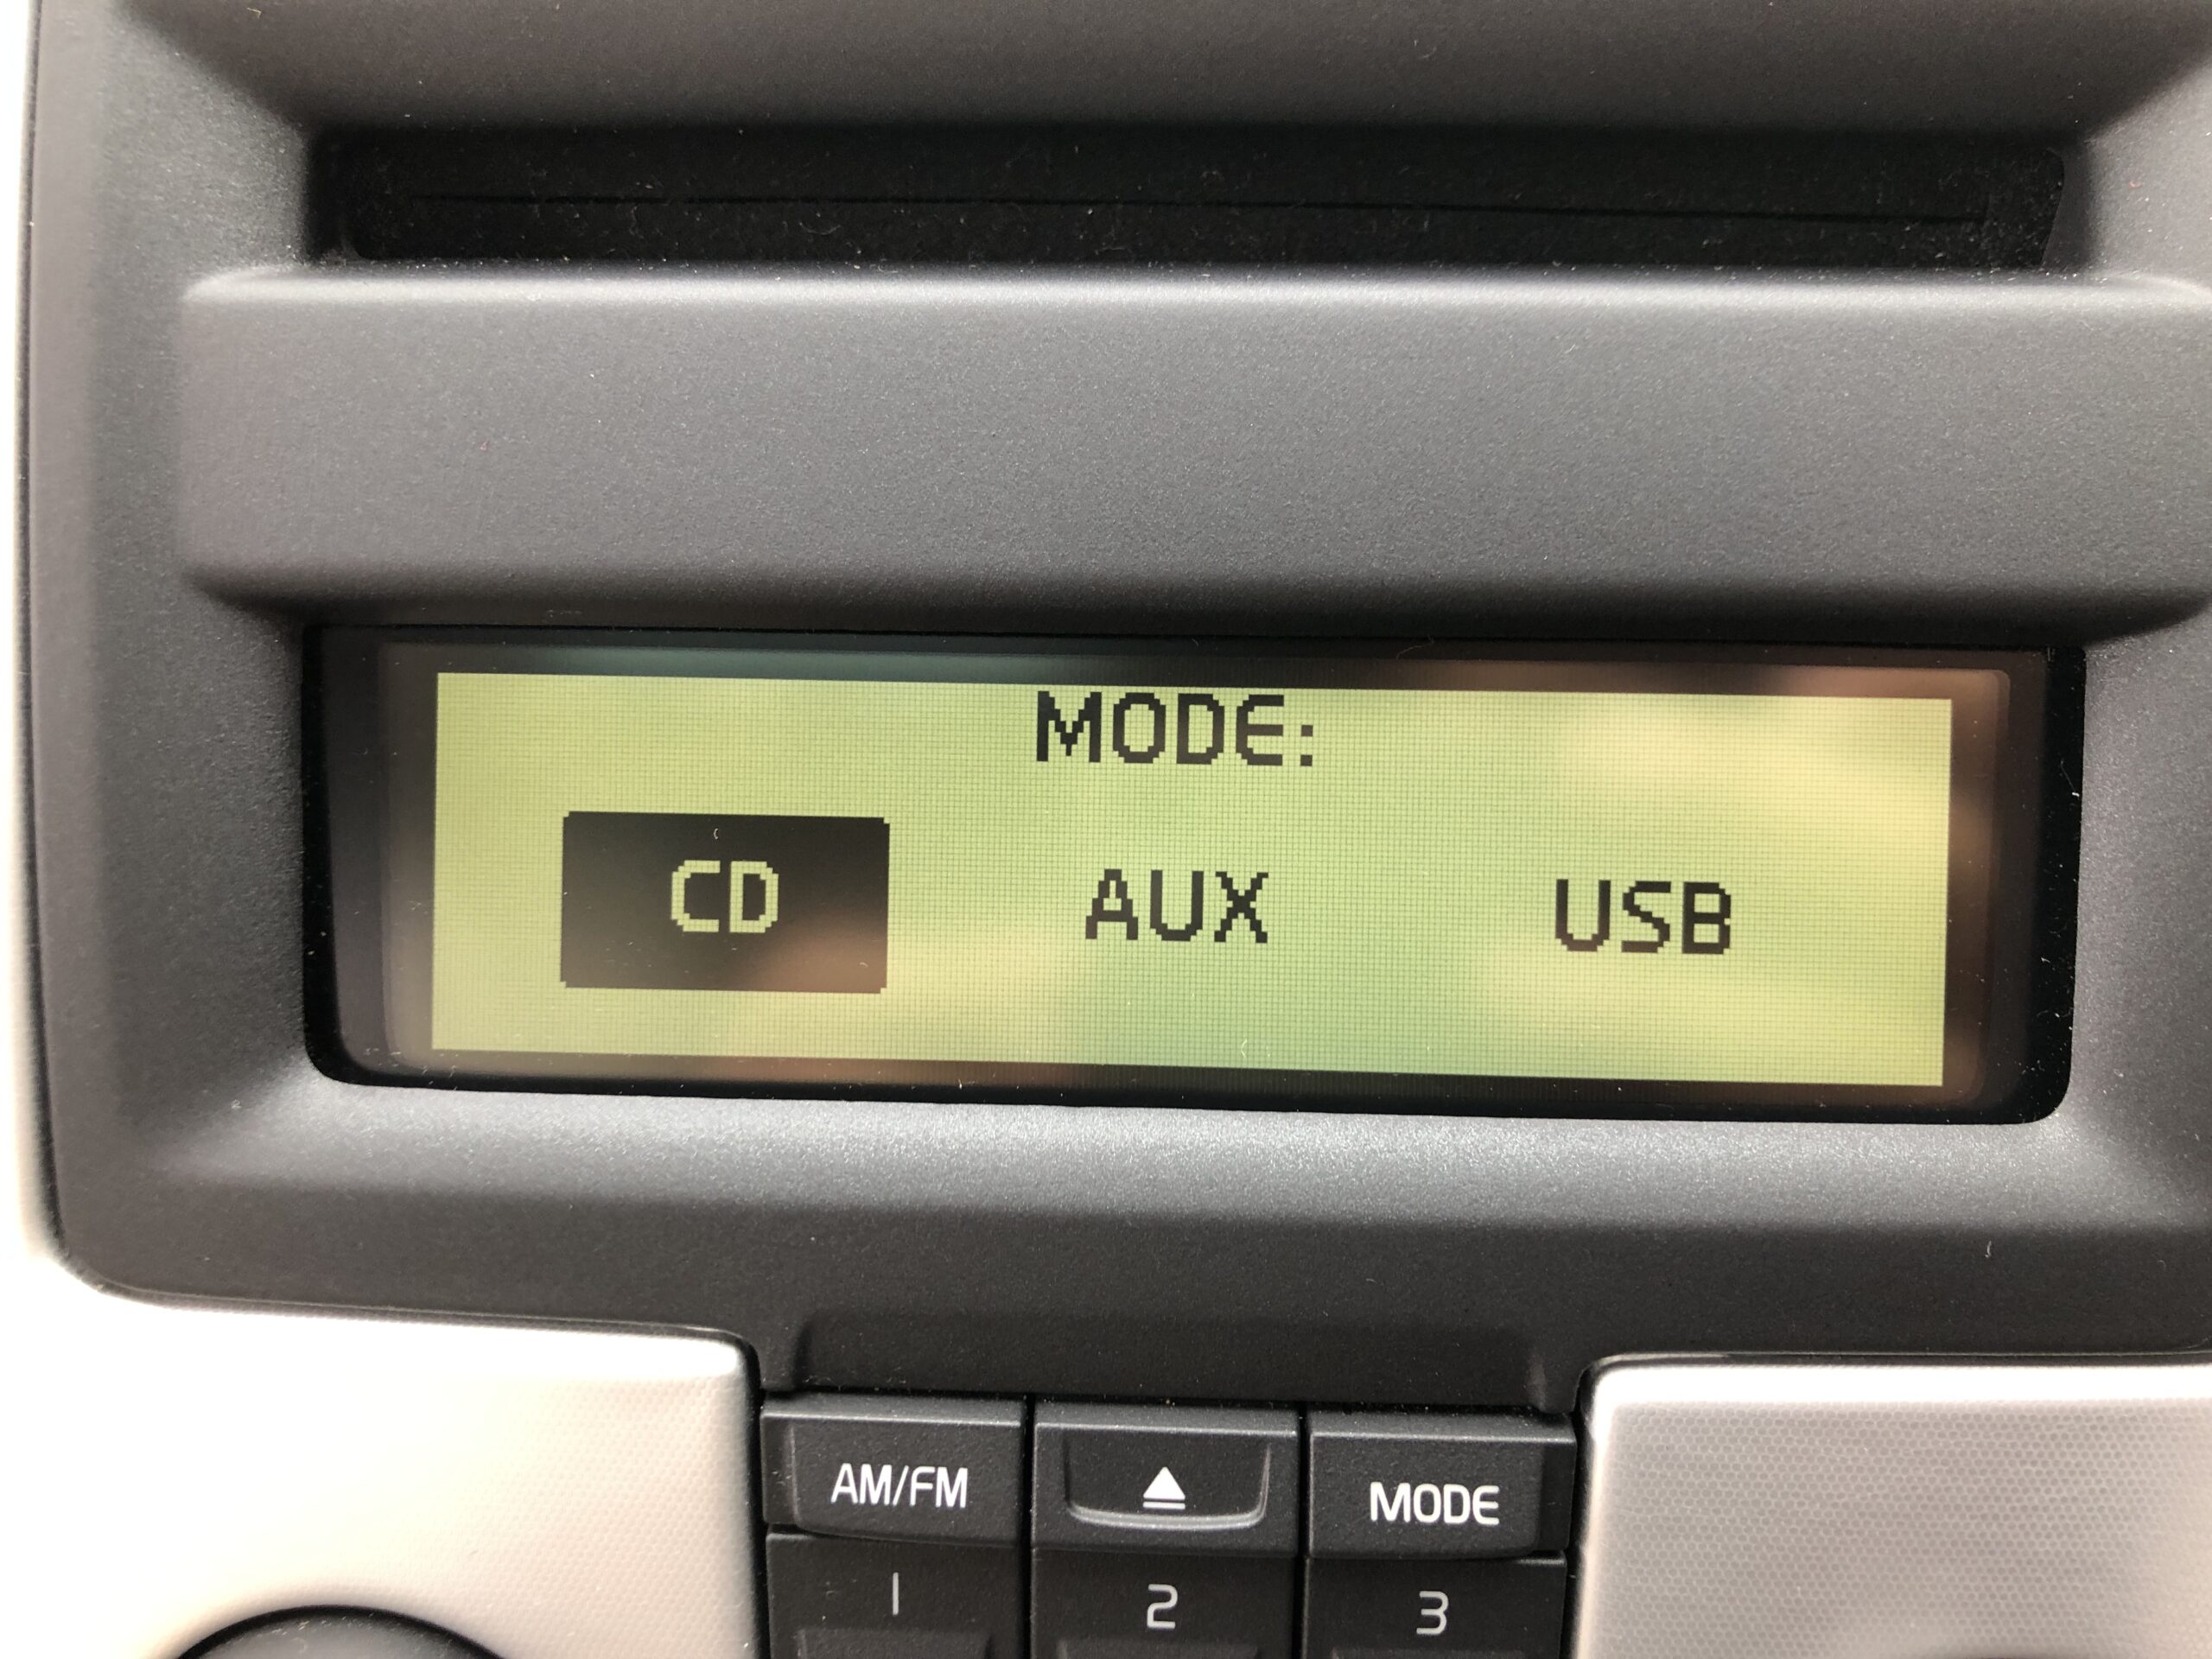 MODE:
CD AUX USB
AM/FM MODE
1 2 3